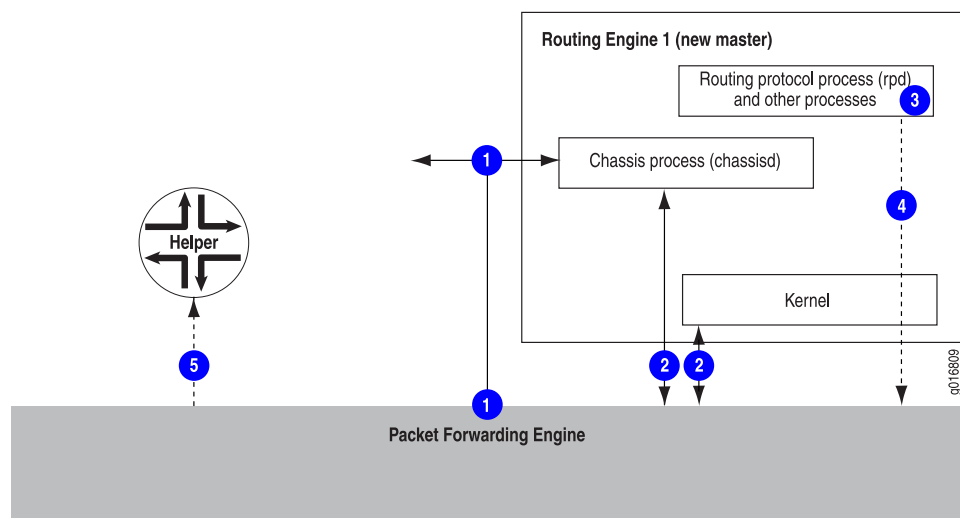 Routing Engine 1 (new master)
Routing protocol process (rpd)
and other processes
3
1
Chassis process (chassisd)
4
Helper
Kernel
5
2
2
g016809
1
Packet Forwarding Engine